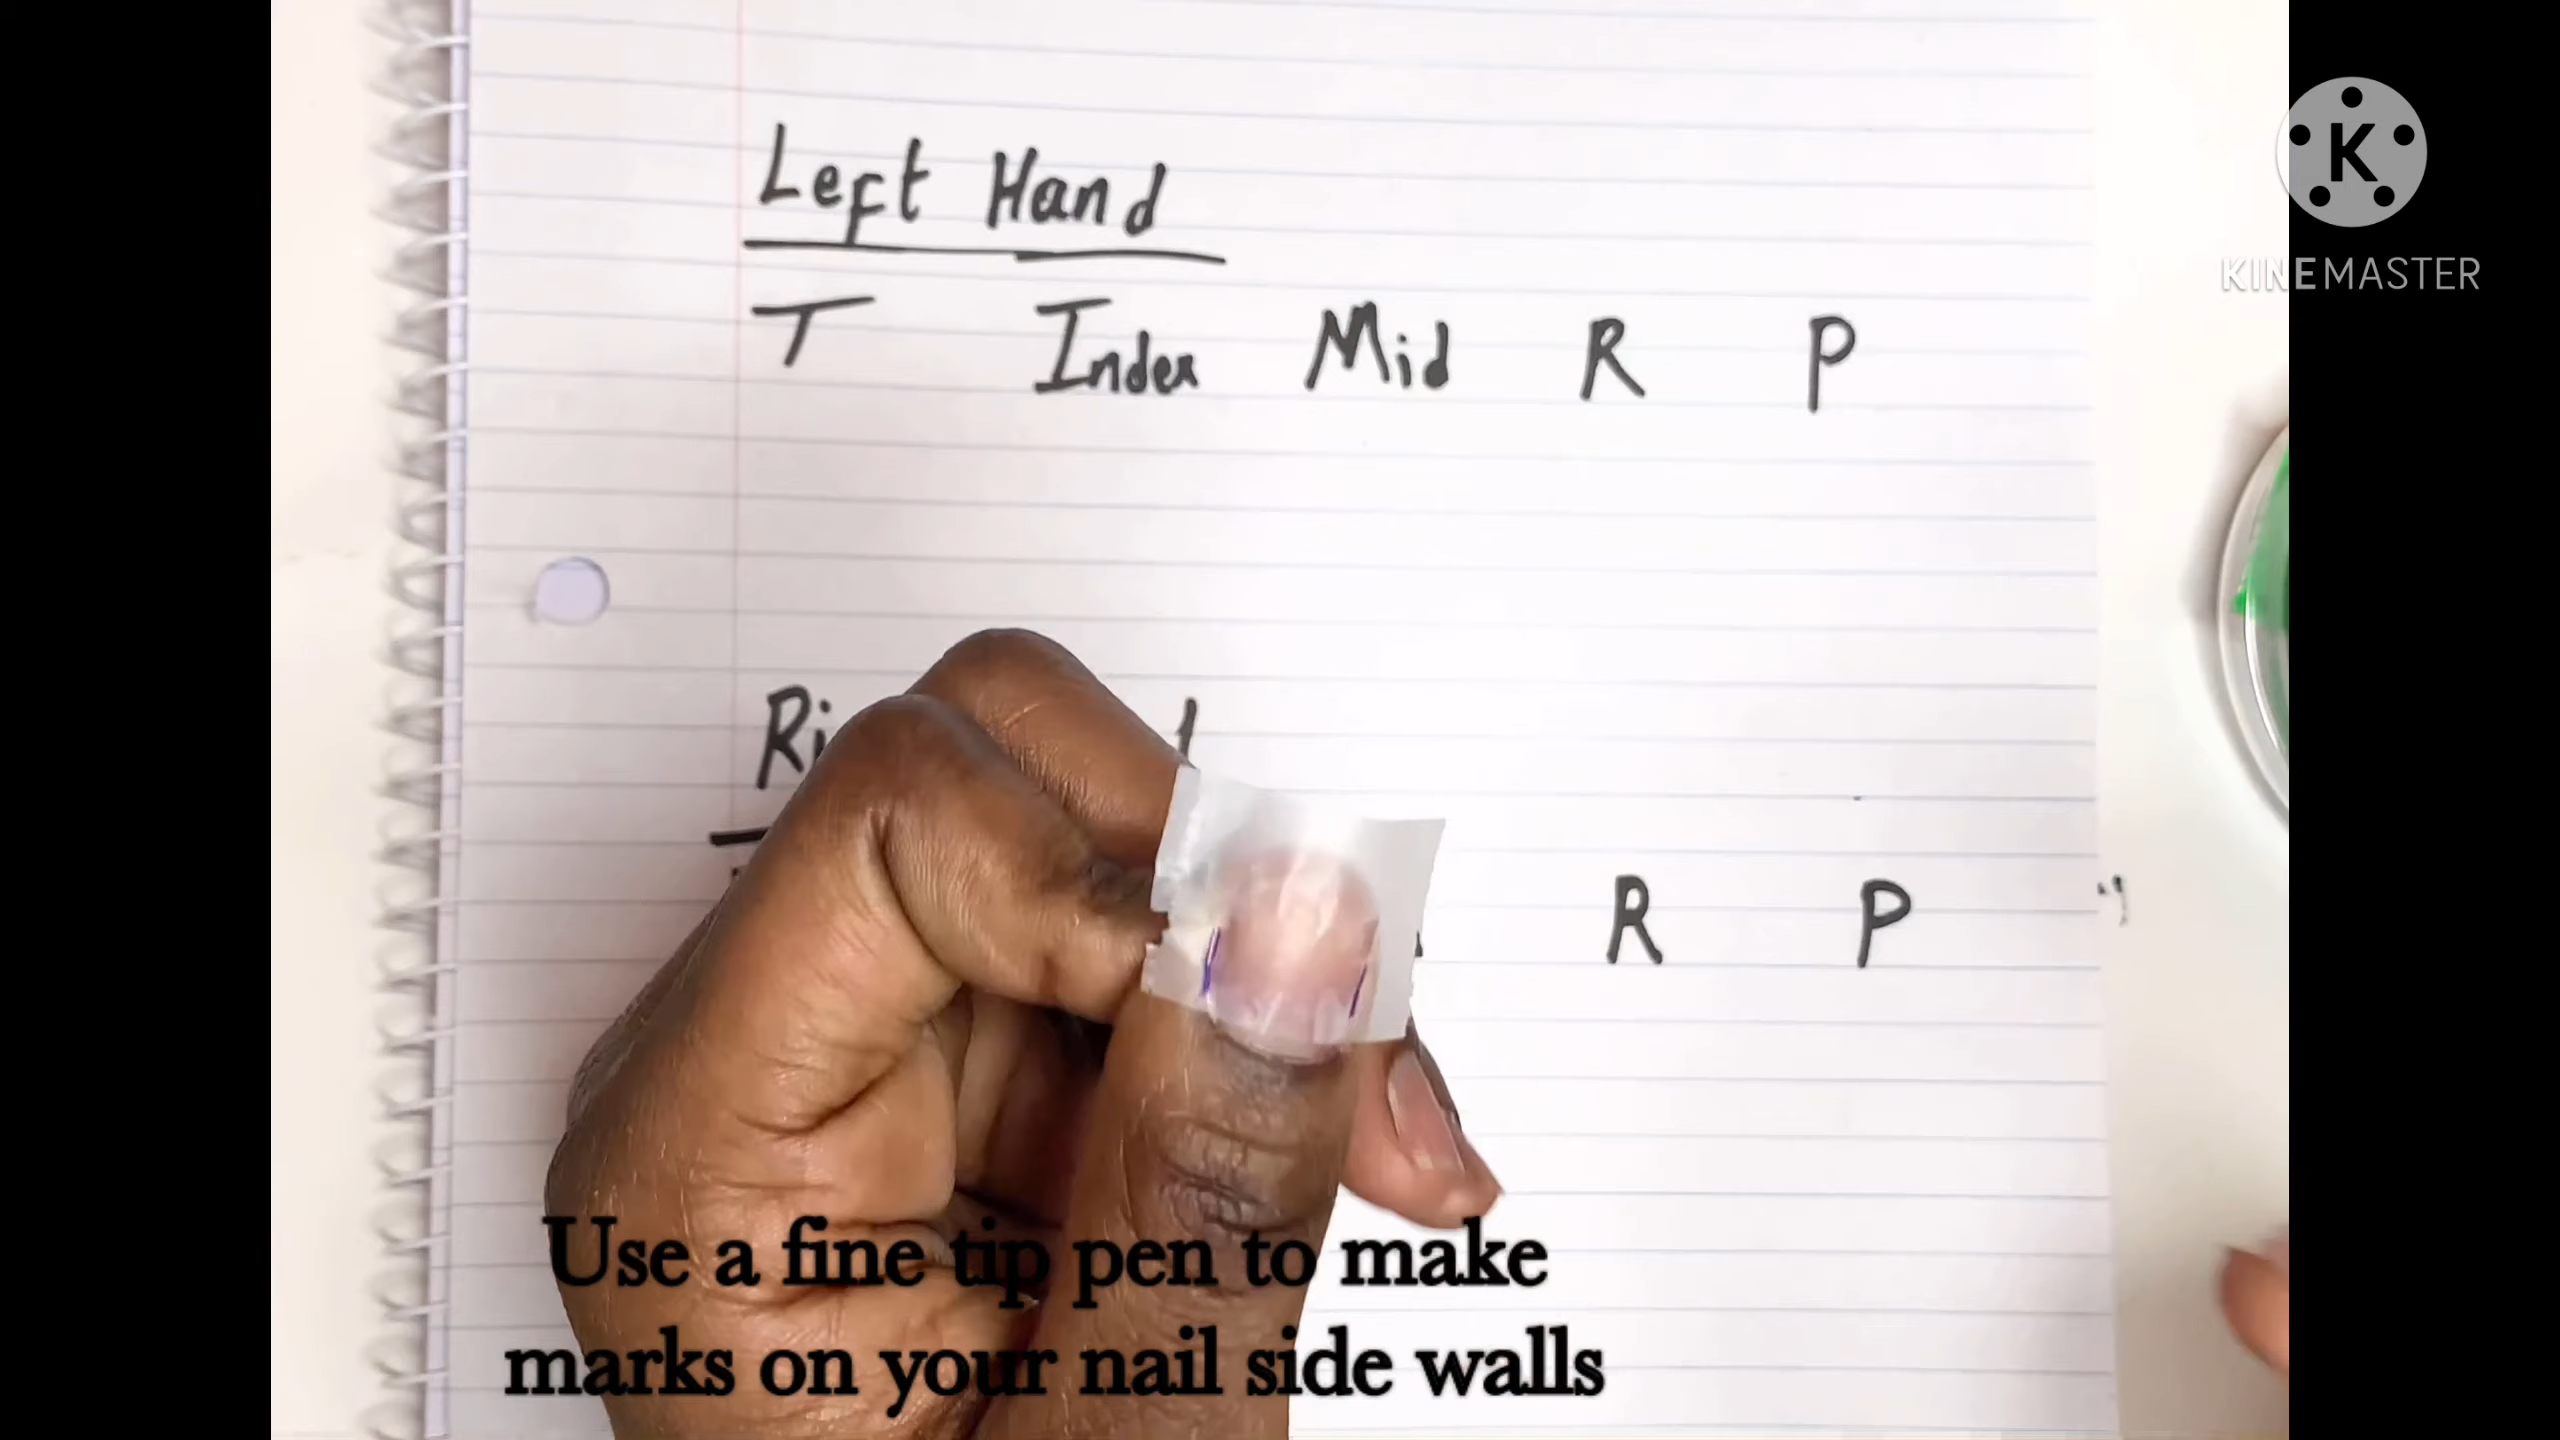 Left Hand
KINEMASTER
T Index Mid R P
R P
Use a fine tip pen to make
marks on your nail side walls